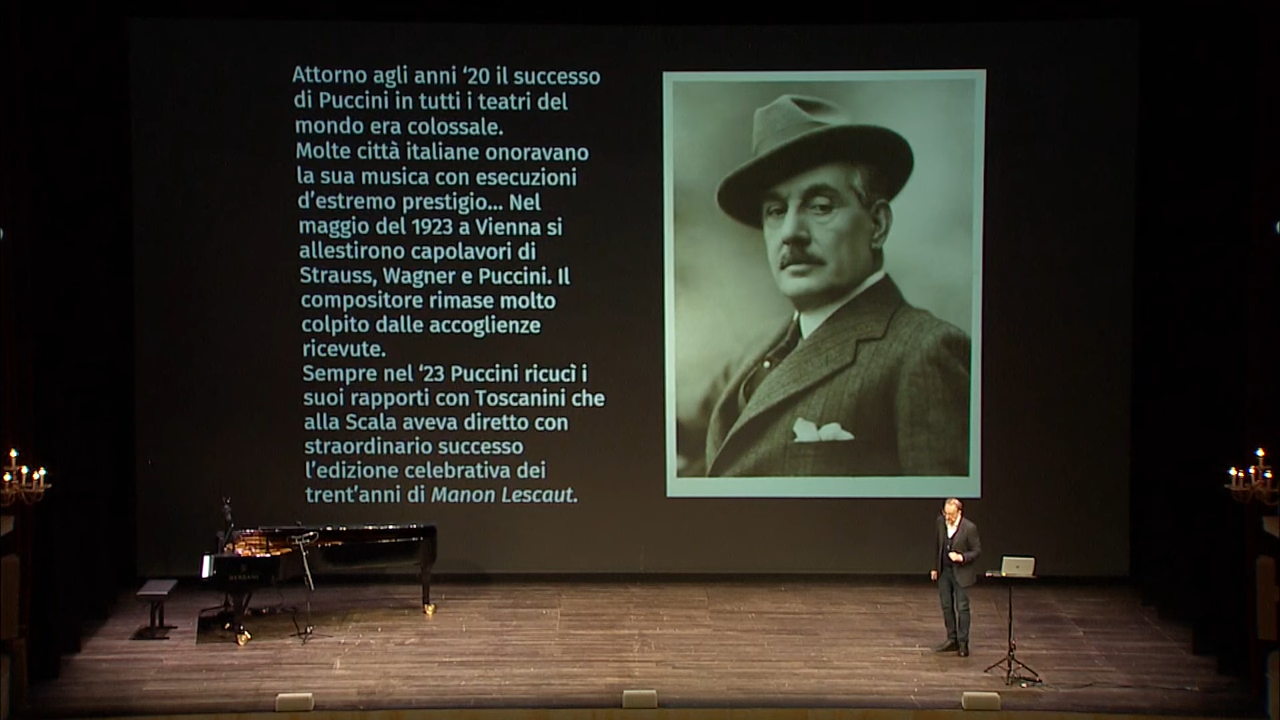 Attorno agli anni ‘20 il successo
di Puccini in tutti i teatri del
mondo era colossale.
Molte città italiane onoravano
la sua musica con esecuzioni
d’estremo prestigio... Nel
maggio del 1923 a Vienna si
allestirono capolavori di
Strauss, Wagner e Puccini. Il
compositore rimase molto
colpito dalle accoglienze
ricevute.
Sempre nel ‘23 Puccini ricucì i
suoi rapporti con Toscanini che
alla Scala aveva diretto con
straordinario successo
l’edizione celebrativa dei
trent’anni di Manon Lescaut.